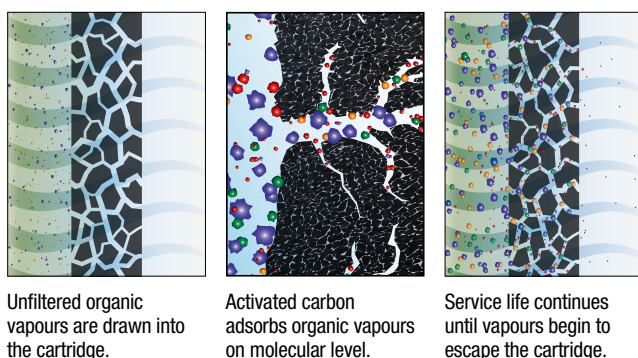 Unfiltered organic
vapours are drawn into
the cartridge.
Activated carbon
adsorbs organic vapours
on molecular level.
Service life continues
until vapours begin to
escape the cartridge.